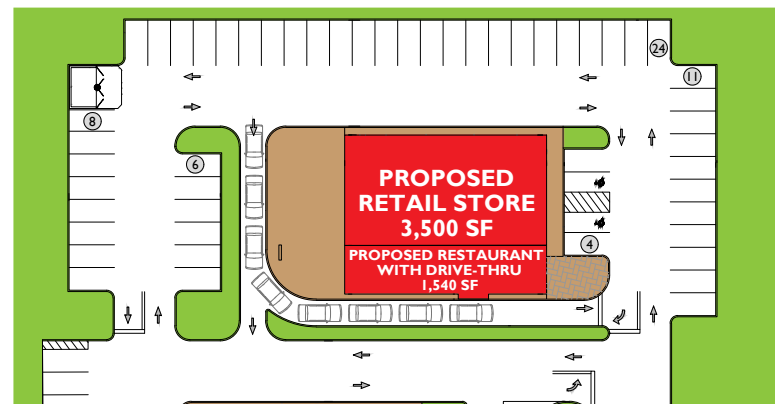 24
11
8
6
PROPOSED
RETAIL STORE
3,500 SF
4
PROPOSED RESTAURANT
WITH DRIVE-THRU
1,540 SF